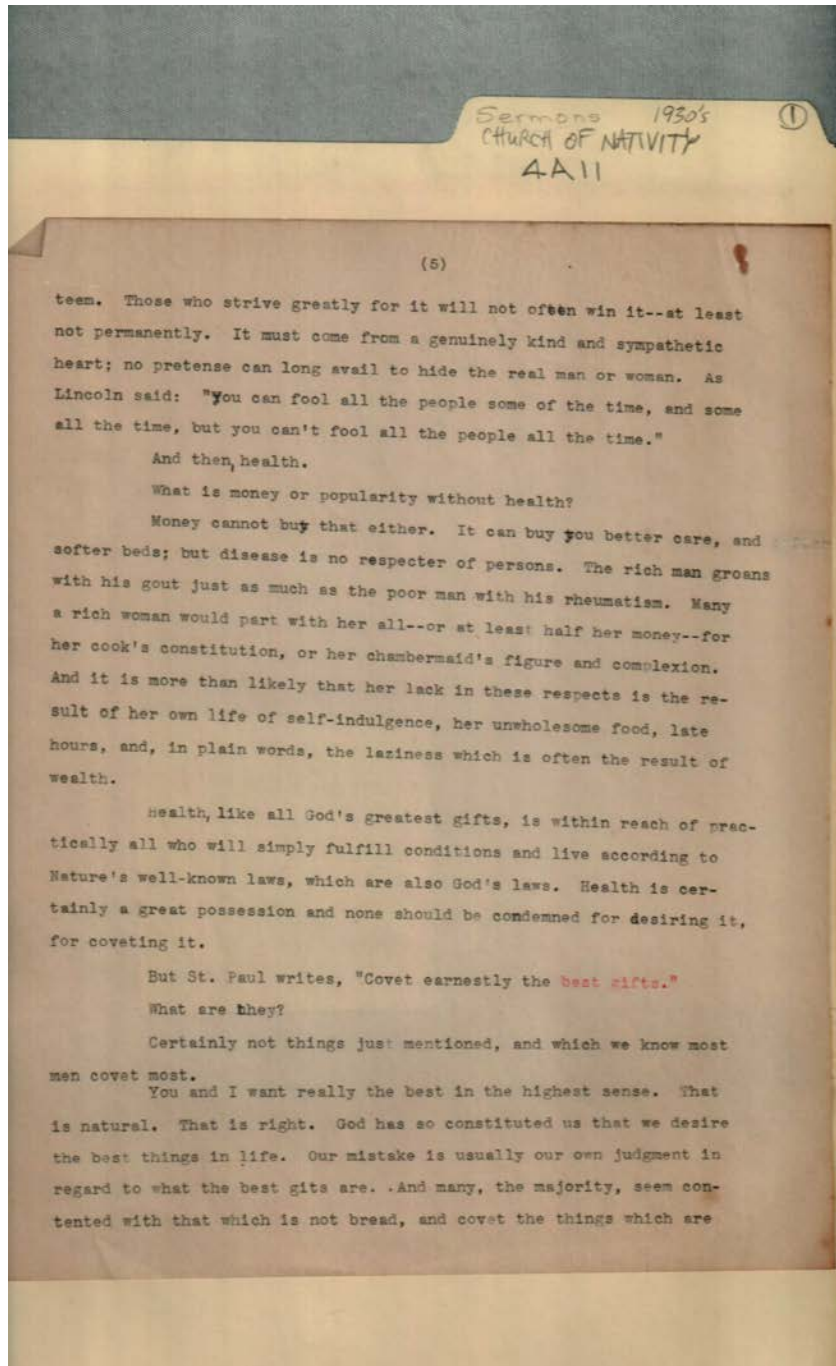 Sermons 1930's ①
CHURCH OF NATIVITY
4A11
(5)
teem. Those who strive greatly for it will not often win it--at least
not permanently. It must come from a genuinely kind and sympathetic
heart; no pretense can long avail to hide the real man or woman. As
Lincoln said: "you can fool all the people some of the time, and some
all the time, but you can't fool all the people all the time."
And then, health.
What is money or popularity without health?
Money cannot buy that either. It can buy you better care, and
softer beds; but disease is no respecter of persons. The rich man groans
with his gout just as much as the poor man with his rheumatism. Many
a rich woman would part with her all--or at least half her money--for
her cook's constitution, or her chambermaid's figure and complexion.
And it is more than likely that her lack in these respects is the re-
sult of her own life of self-indulgence, her unwholesome food, late
hours, and, in plain words, the laziness which is often the result of
wealth.
Health, like all God's greatest gifts, is within reach of prac-
tically all who will simply fulfill conditions and live according to
Nature's well-known laws, which are also God's laws. Health is cer-
tainly a great possession and none should be condemned for desiring it,
for coveting it.
But St. Paul writes, "Covet earnestly the best gifts."
What are they?
Certainly not things just mentioned, and which we know most
men covet most.
You and I want really the best in the highest sense. That
is natural. That is right. God has so constituted us that we desire
the best things in life. Our mistake is usually our own judgment in
regard to what the best gits are. .And many, the majority, seem con-
tented with that which is not bread, and covet the things which are